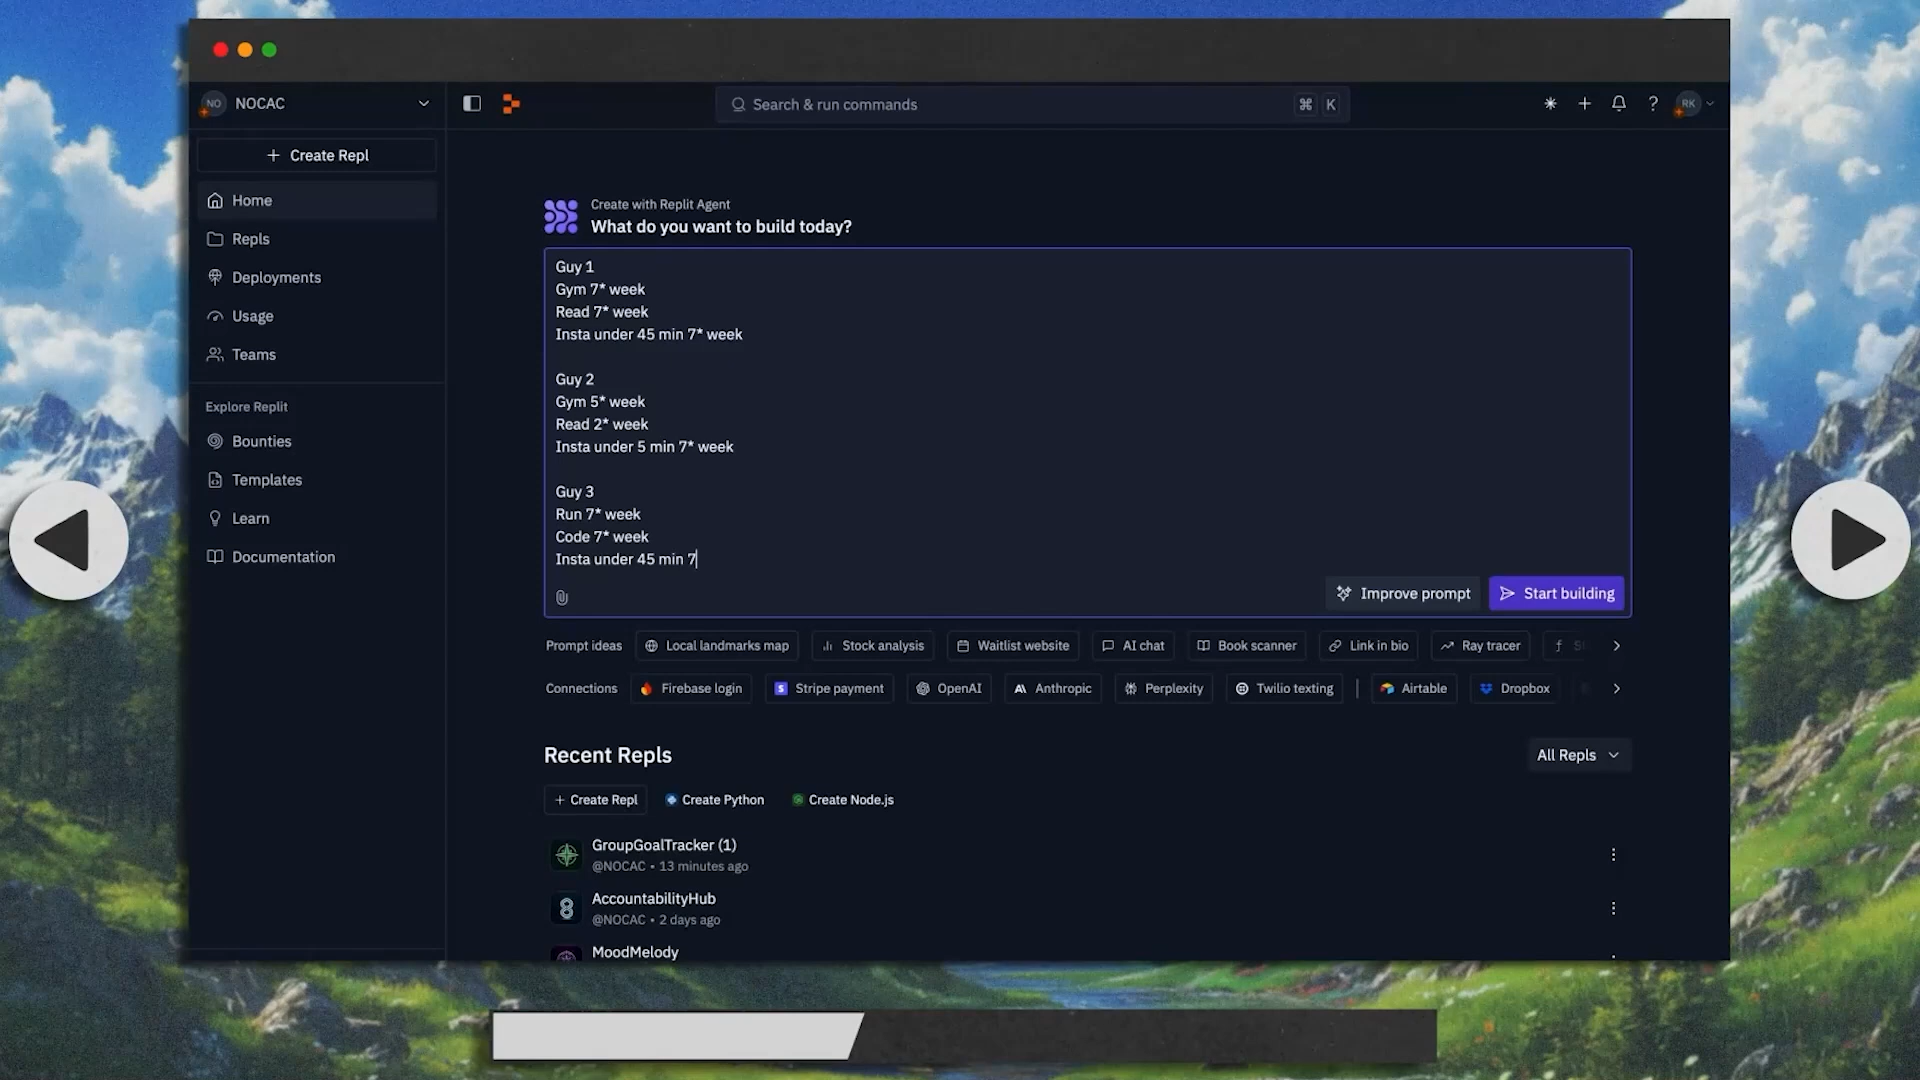 NO NOCAC
Search & run commands ⌘ K
? RK
+ Create Repl
Home
Repls
Deployments
Usage
Teams
Explore Replit
Bounties
Templates
Learn
Documentation
Create with Replit Agent
What do you want to build today?
Guy 1
Gym 7* week
Read 7* week
Insta under 45 min 7* week
Guy 2
Gym 5* week
Read 2* week
Insta under 5 min 7* week
Guy 3
Run 7* week
Code 7* week
Insta under 45 min 7
Improve prompt Start building
Prompt ideas Local landmarks map Stock analysis Waitlist website AI chat Book scanner Link in bio Ray tracer
Connections Firebase login Stripe payment OpenAI Anthropic Perplexity Twilio texting Airtable Dropbox
Recent Repls All Repls
+ Create Repl Create Python Create Node.js
GroupGoalTracker (1)
@NOCAC • 13 minutes ago
AccountabilityHub
@NOCAC • 2 days ago
MoodMelody